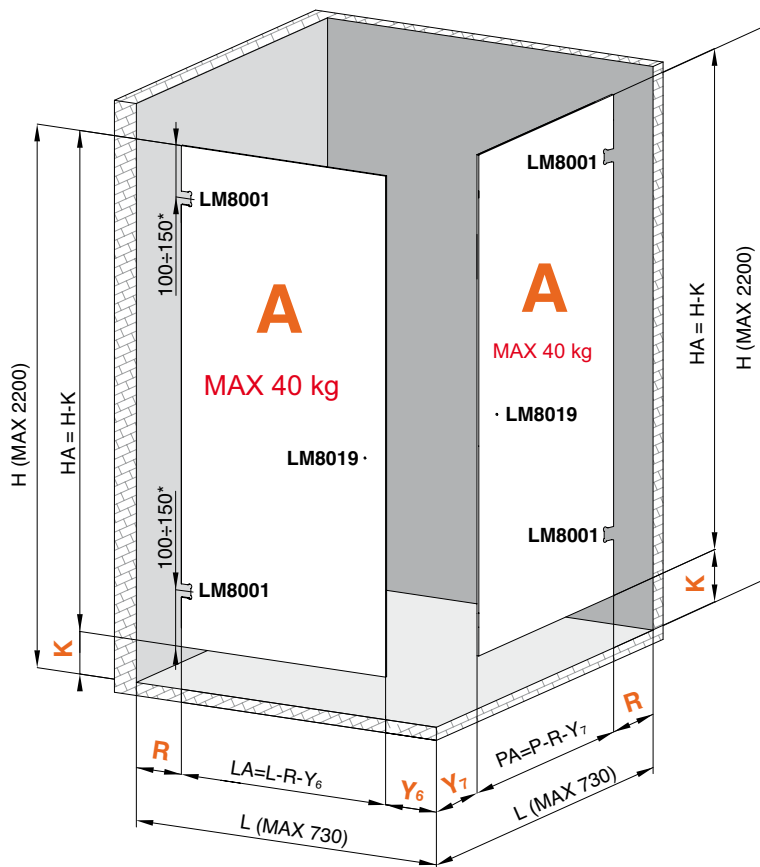 LM8001
LM8001
100÷150*
A
A
MAX 40 kg
MAX 40 kg
HA = H-K
H (MAX 2200)
HA = H-K
H (MAX 2200)
LM8019
LM8019
100÷150*
LM8001
LM8001
K
K
R
LA=L-R-Y6
Y6
Y7
PA=P-R-Y7
R
L (MAX 730)
L (MAX 730)